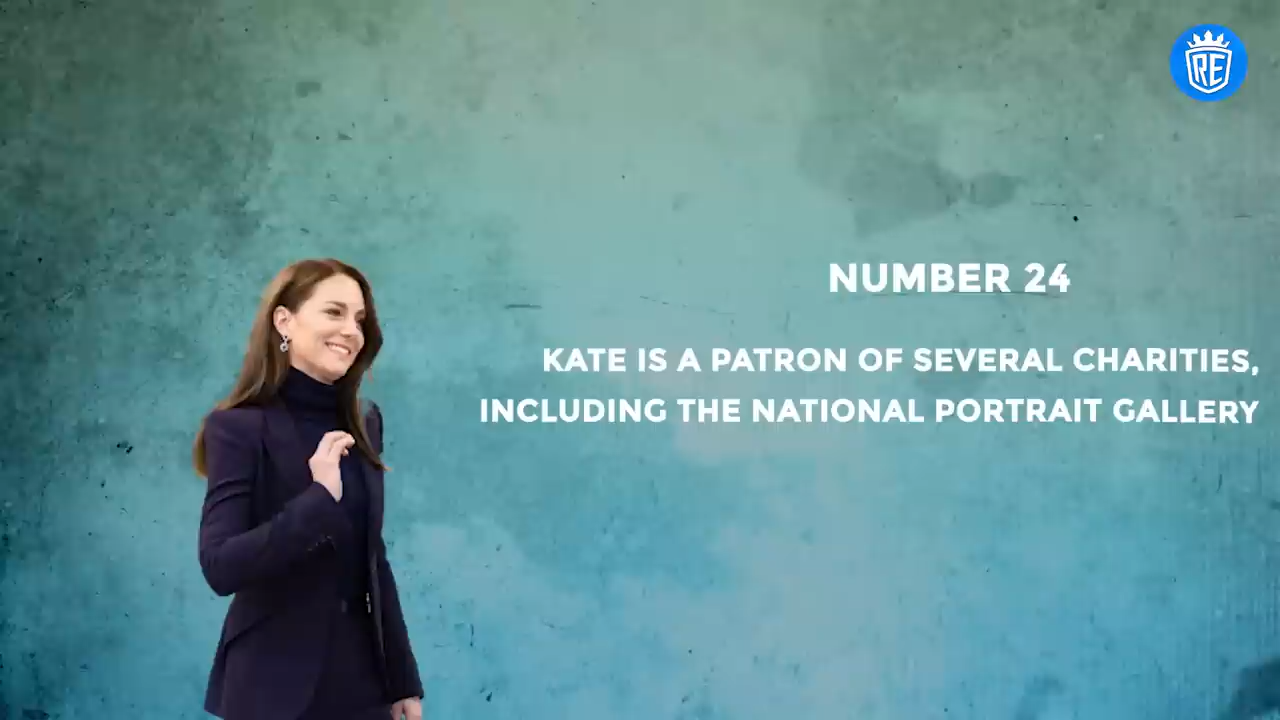 RE
NUMBER 24
KATE IS A PATRON OF SEVERAL CHARITIES,
INCLUDING THE NATIONAL PORTRAIT GALLERY